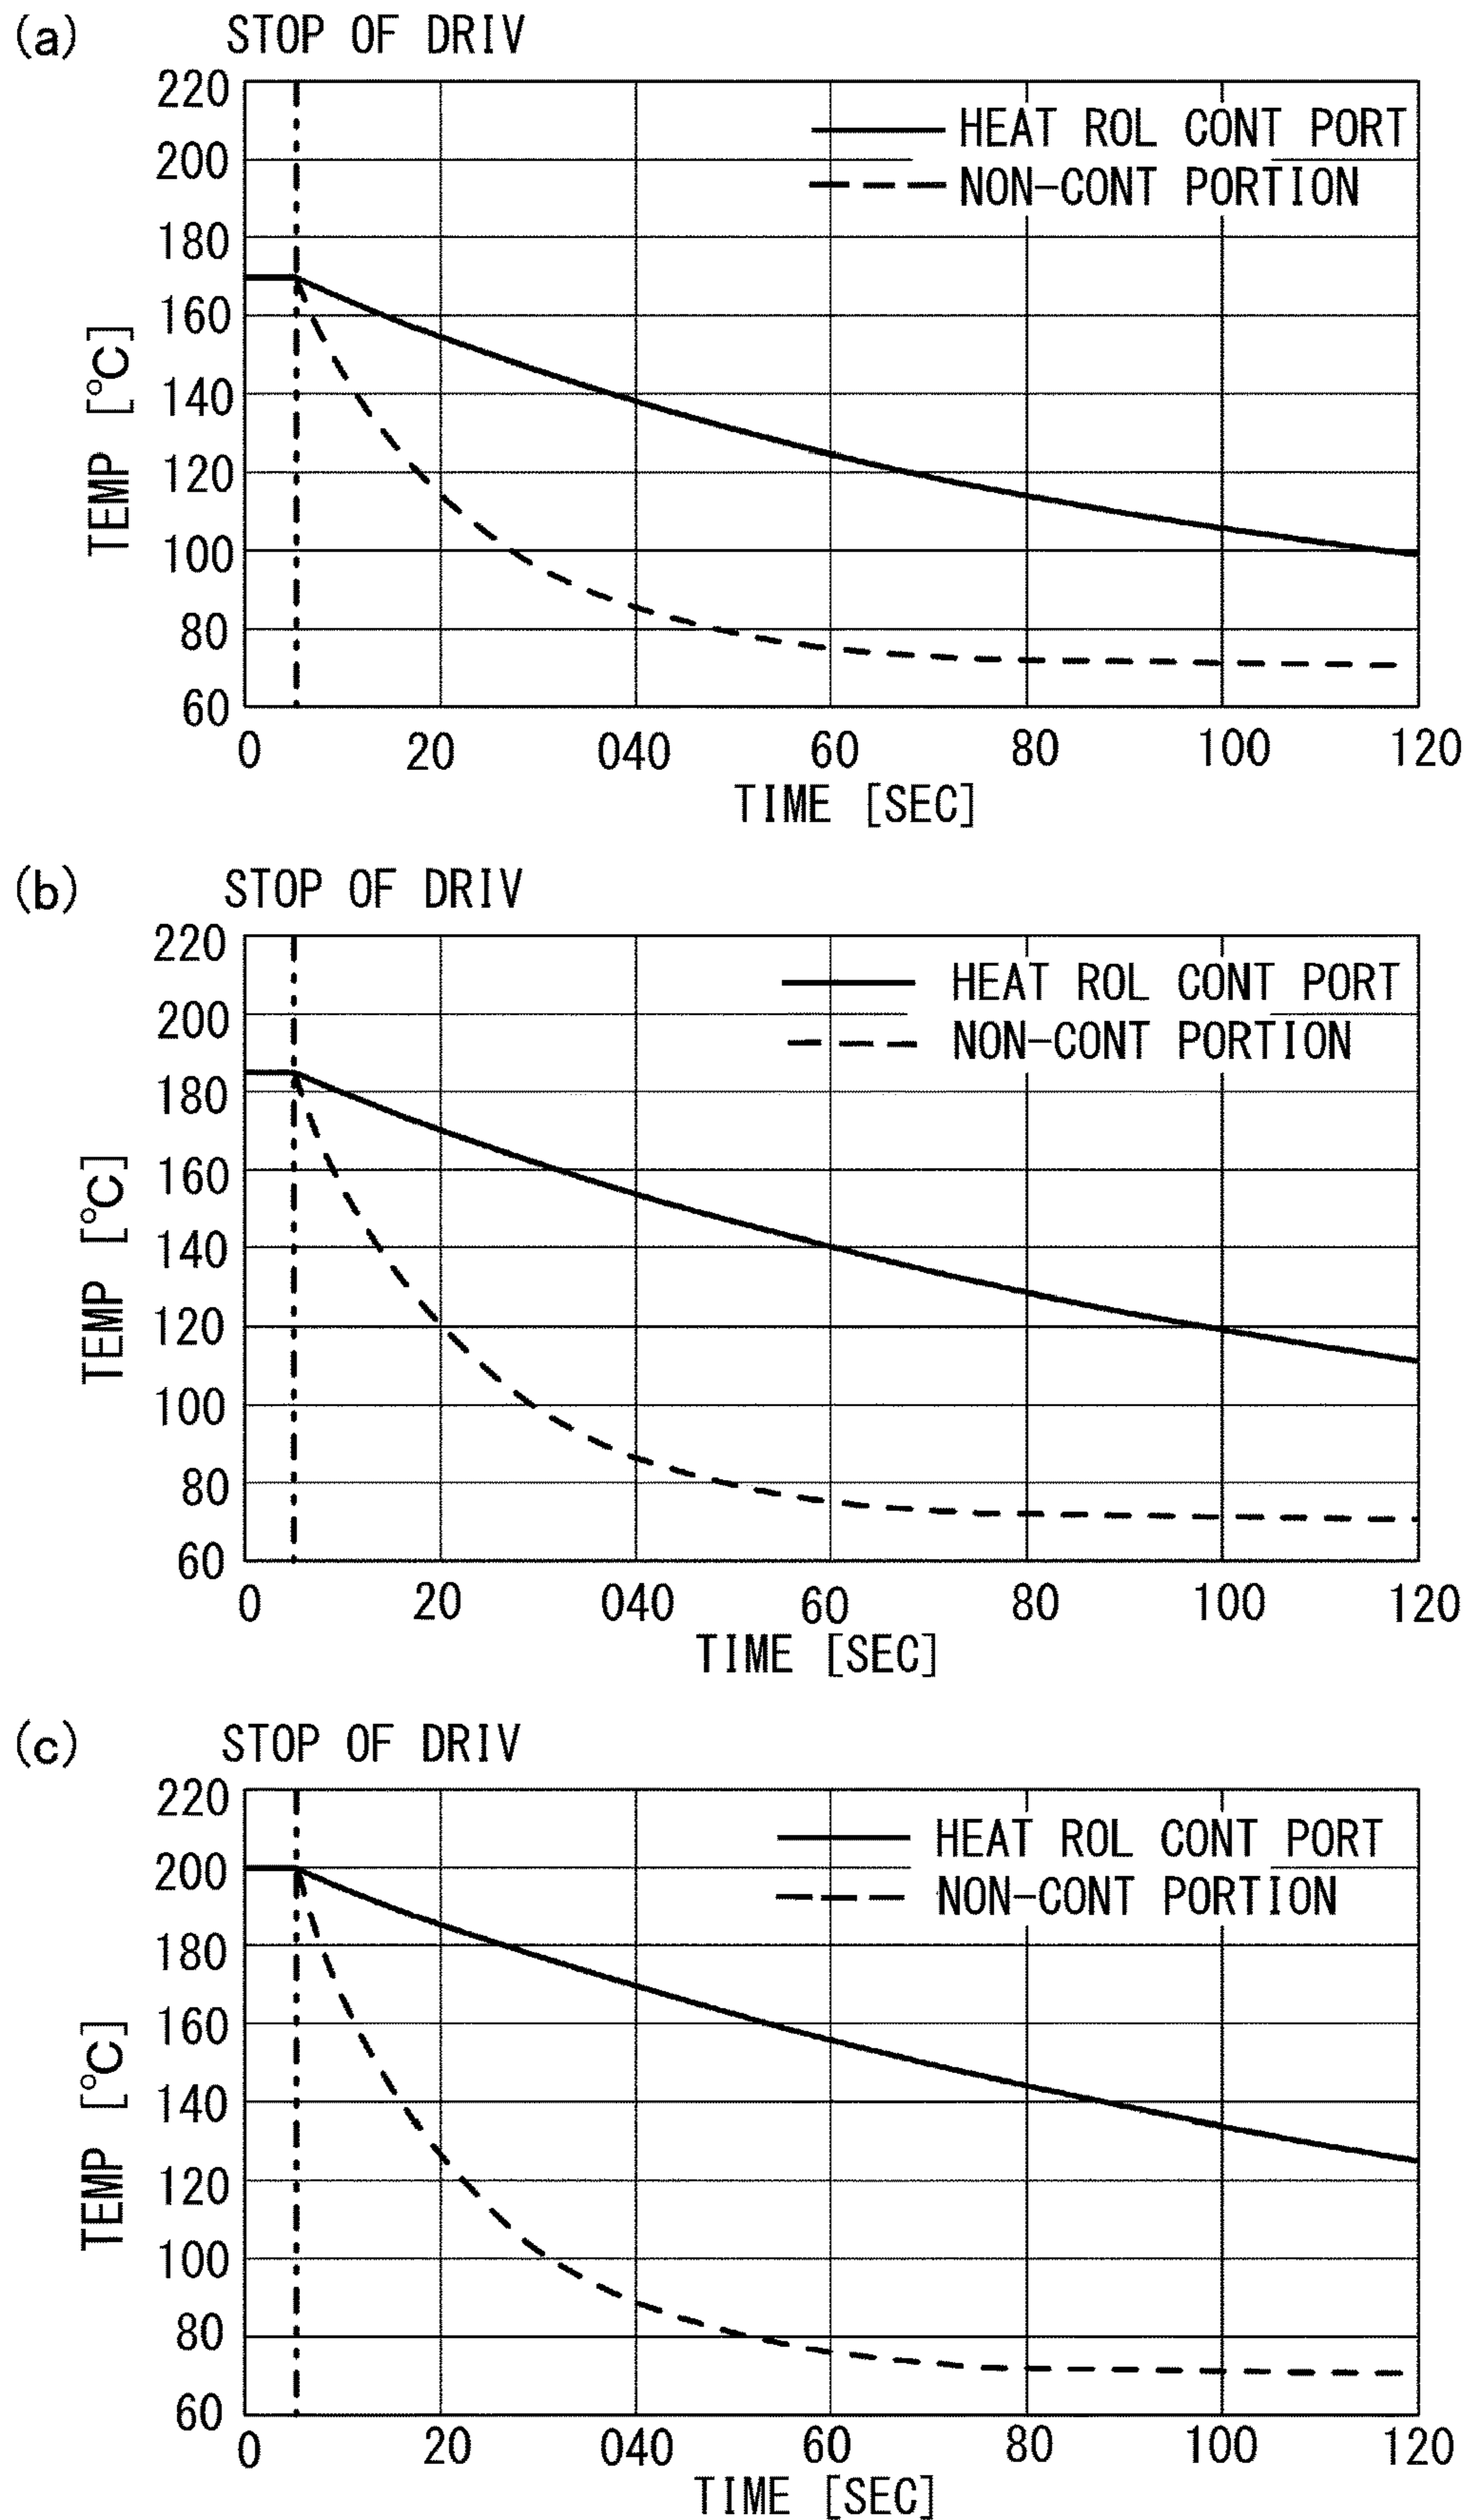 (a) STOP OF DRIV
220
200
180
160
140
120
100
80
60
TEMP [°C]
HEAT ROL CONT PORT
NON-CONT PORTION
0 20 040 60 80 100 120
TIME [SEC]
(b) STOP OF DRIV
220
200
180
160
140
120
100
80
60
TEMP [°C]
HEAT ROL CONT PORT
NON-CONT PORTION
0 20 040 60 80 100 120
TIME [SEC]
(c) STOP OF DRIV
220
200
180
160
140
120
100
80
60
TEMP [°C]
HEAT ROL CONT PORT
NON-CONT PORTION
0 20 040 60 80 100 120
TIME [SEC]